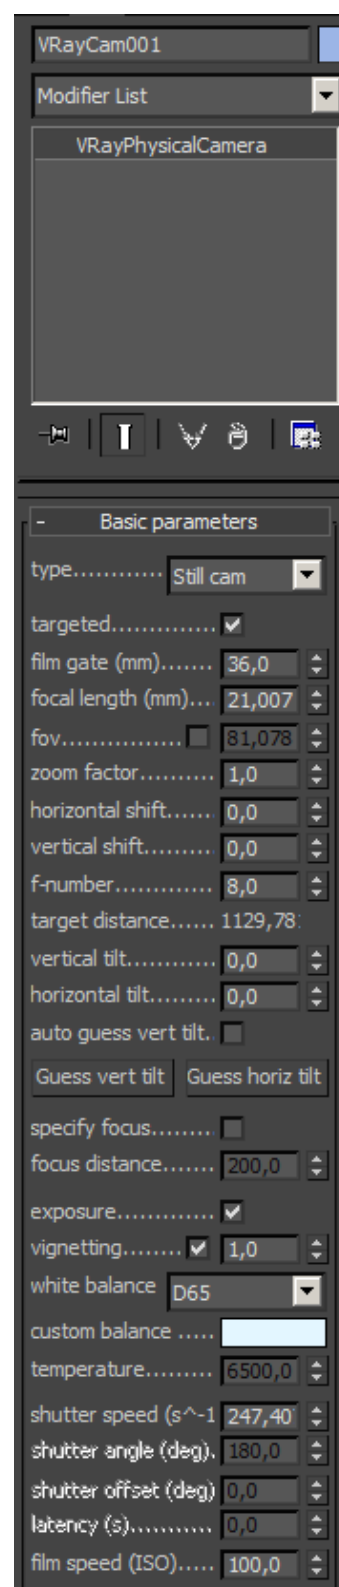 VRayCam001
Modifier List
VRayPhysicalCamera
- Basic parameters
type............ Still cam
targeted..............
film gate (mm)....... 36,0
focal length (mm)... 21,007
fov................ 81,078
zoom factor.......... 1,0
horizontal shift...... 0,0
vertical shift......... 0,0
f-number............. 8,0
target distance...... 1129,78
vertical tilt............ 0,0
horizontal tilt......... 0,0
auto guess vert tilt..
Guess vert tilt Guess horiz tilt
specify focus........
focus distance....... 200,0
exposure.............
vignetting........ 1,0
white balance D65
custom balance .....
temperature......... 6500,0
shutter speed (s^-1 247,40
shutter angle (deg). 180,0
shutter offset (deg) 0,0
latency (s)........... 0,0
film speed (ISO)..... 100,0